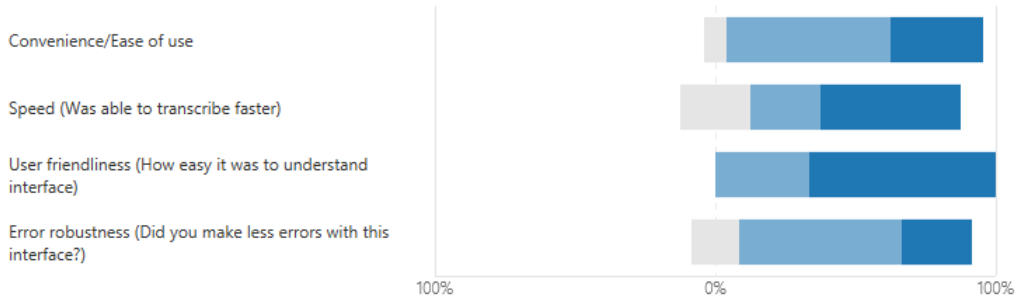 Convenience/Ease of use
Speed (Was able to transcribe faster)
User friendliness (How easy it was to understand
interface)
Error robustness (Did you make less errors with this
interface?)
100% 0% 100%